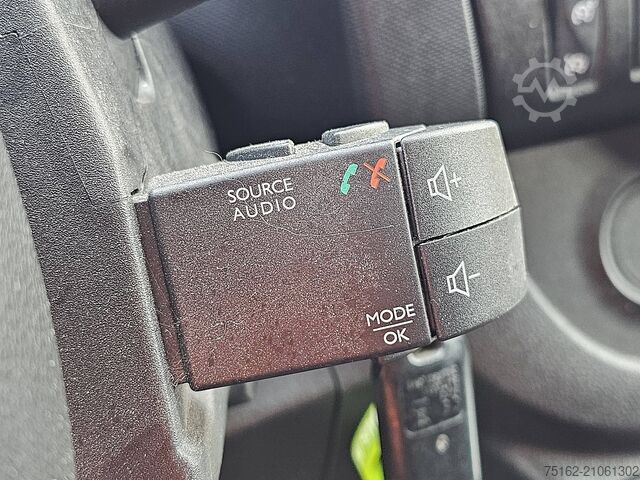 SOURCE
AUDIO
+
-
MODE
OK
75162-21061302